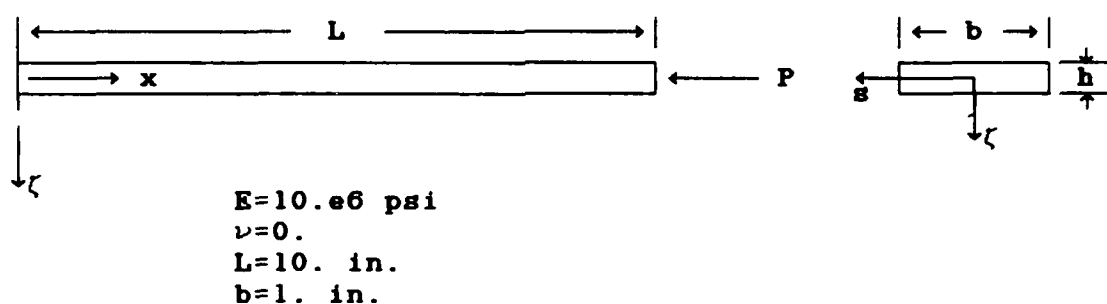 L
b
x
P
s
h
ζ
ζ
E=10.e6 psi
ν=0.
L=10. in.
b=1. in.